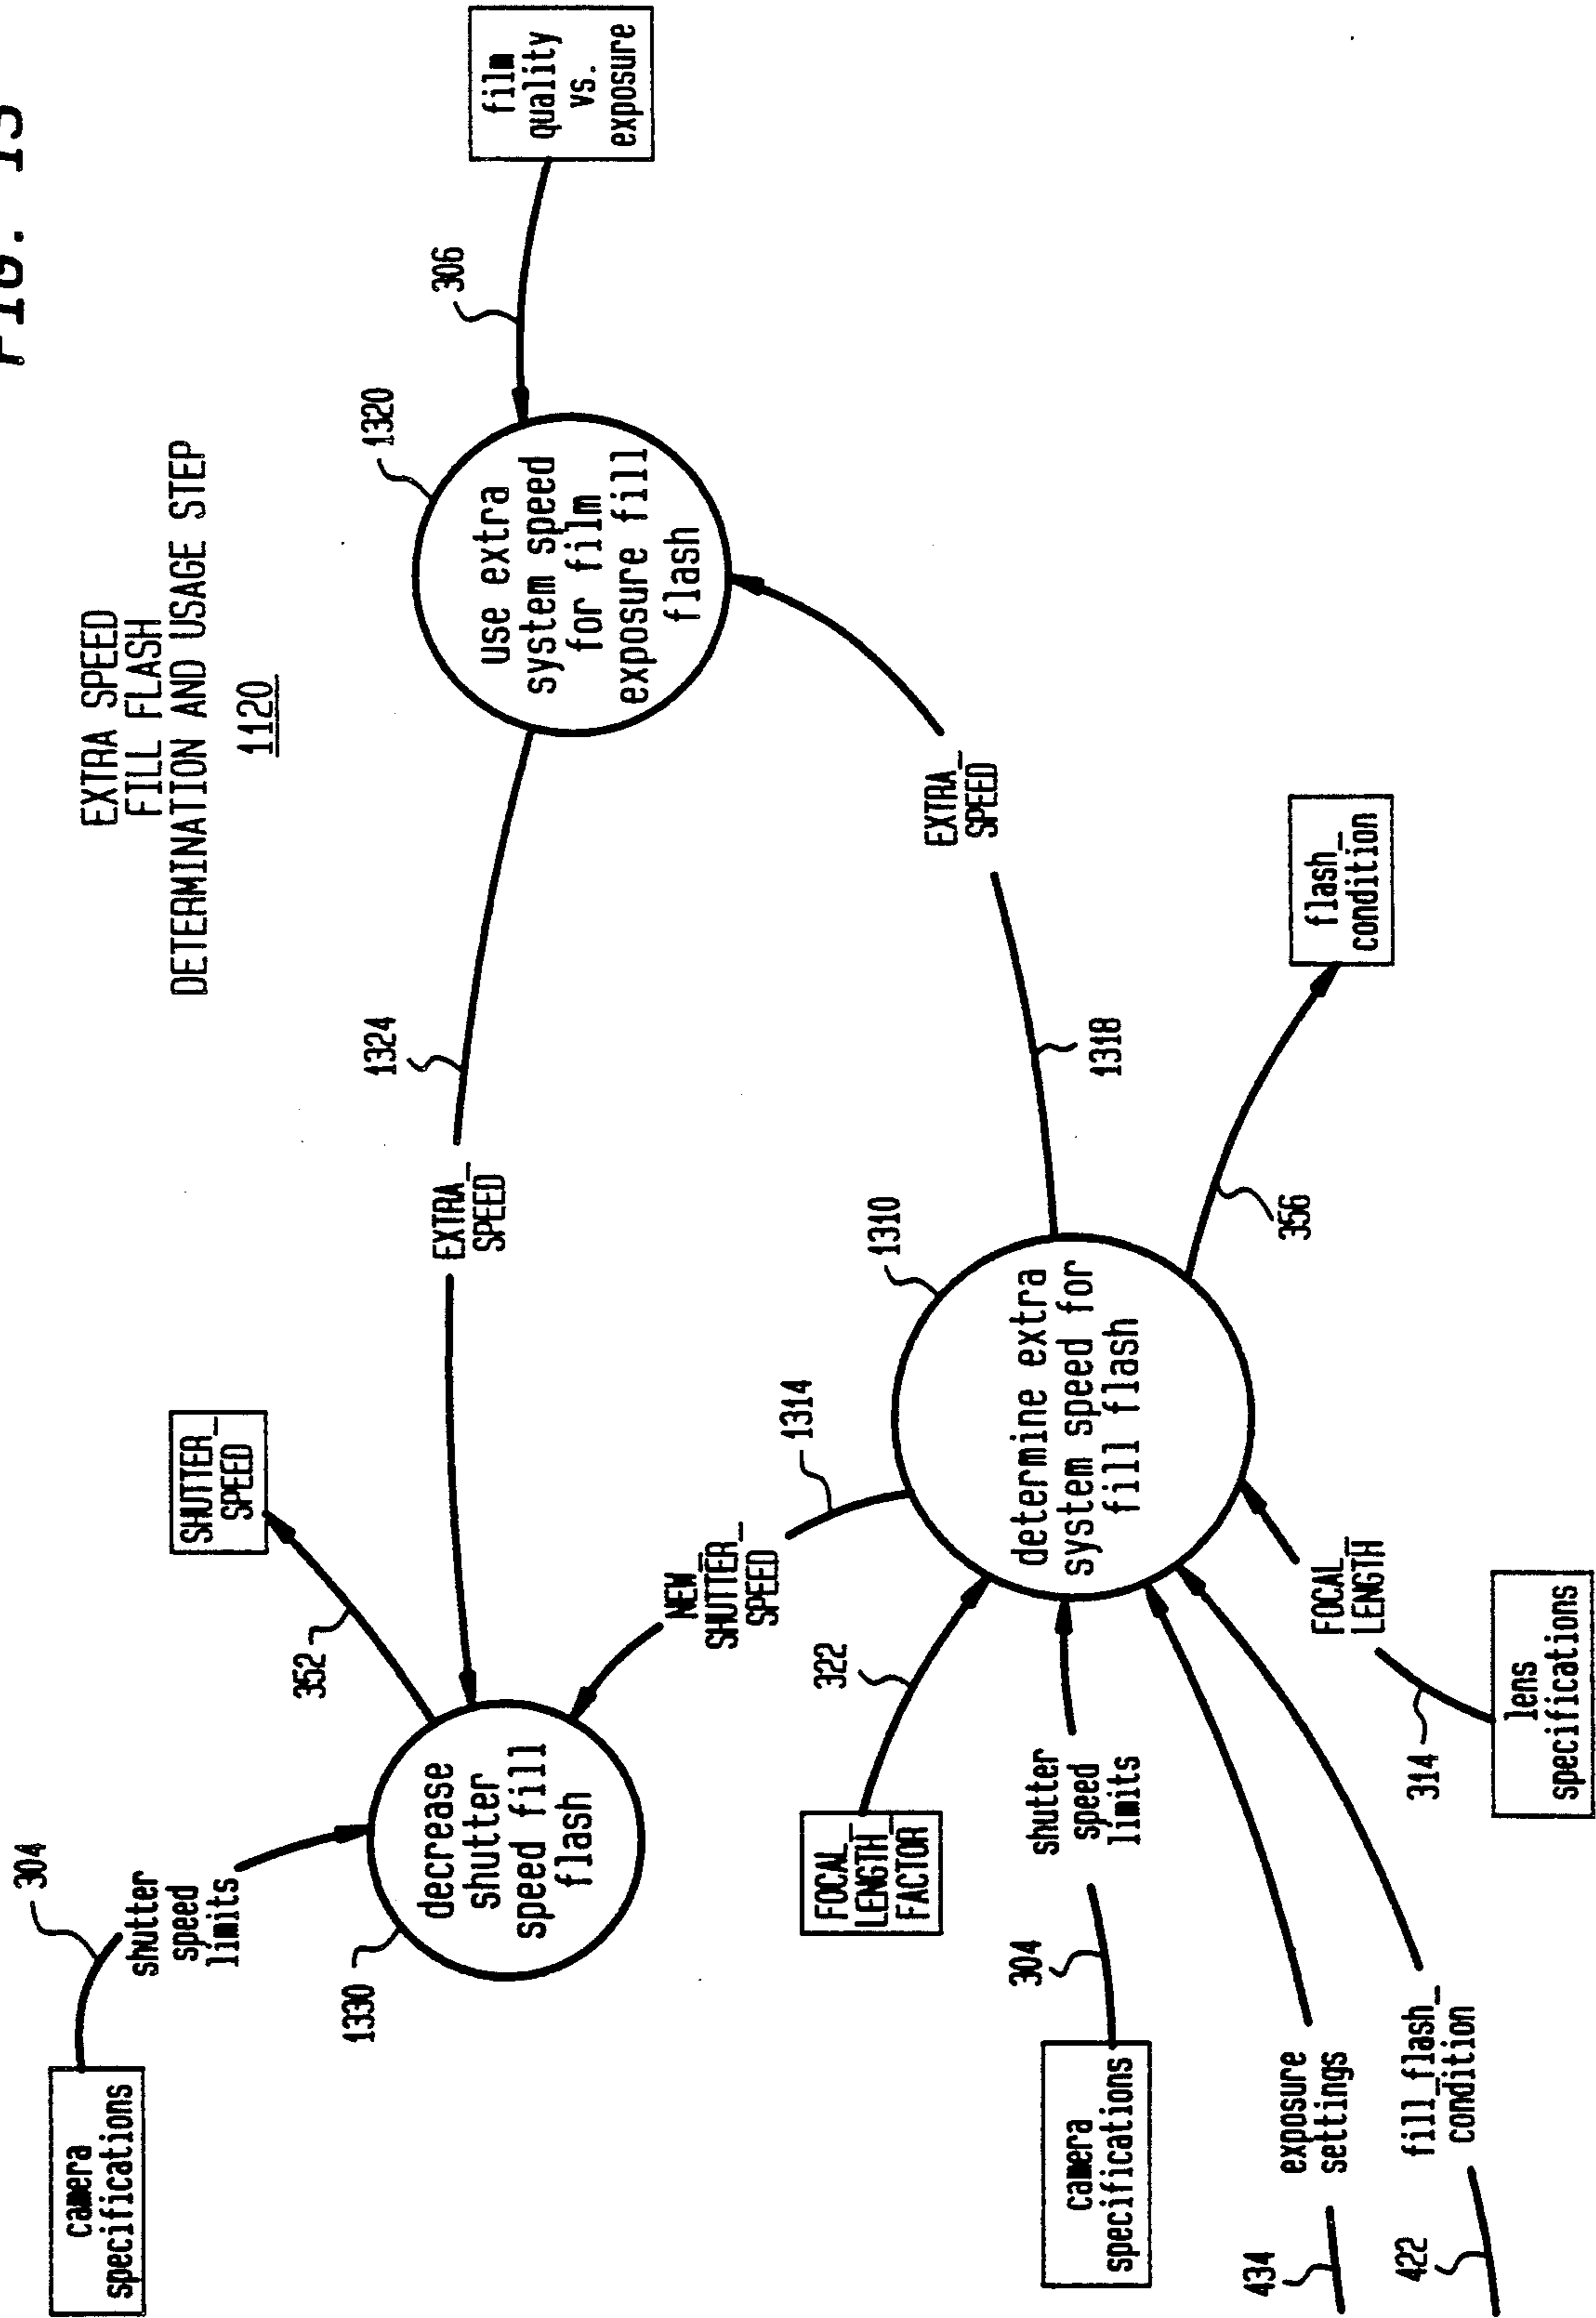 FIG. 13
EXTRA SPEED
FILL FLASH
DETERMINATION AND USAGE STEP
1120
camera
specifications
304
shutter
speed
limits
1330
decrease
shutter
speed fill
flash
352
SHUTTER_
SPEED
EXTRA_
SPEED
1324
1320
use extra
system speed
for film
exposure fill
flash
306
film
quality
vs.
exposure
NEW_
SHUTTER_
SPEED
1314
FOCAL_
LENGTH_
FACTOR
322
camera
specifications
304
shutter
speed
limits
1310
determine extra
system speed for
fill flash
1318
EXTRA_
SPEED
434
exposure
settings
422
fill_flash_
condition
lens
specifications
314
FOCAL_
LENGTH
356
flash_
condition